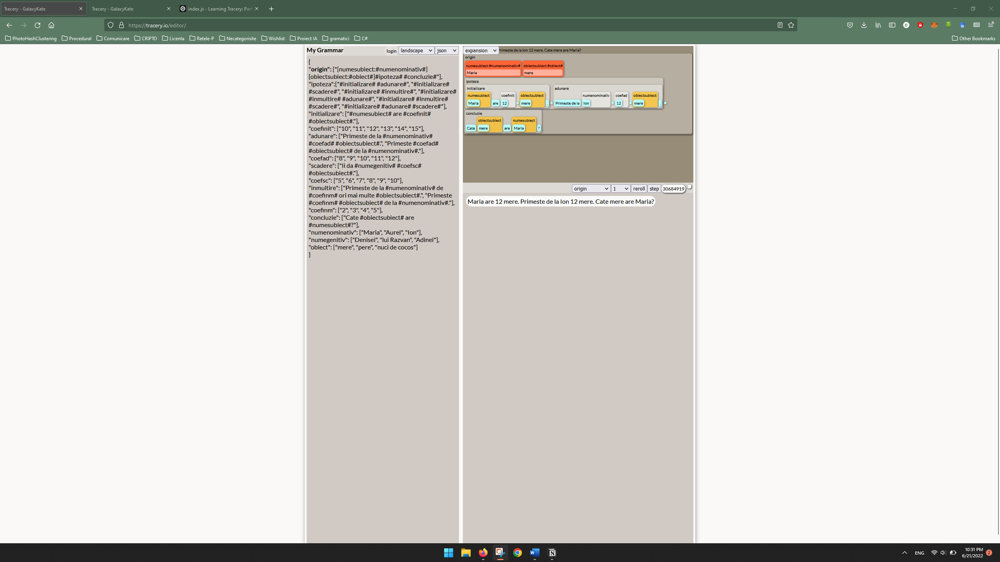 Tracery - GalaxyKate
Tracery - GalaxyKate
index.js - Learning Tracery: Part
https://tracery.io/editor/
PhotoHashClustering
Procedural
Comunicare
CRIPTO
Licenta
Retele-P
Necategorisite
Wishlist
Proiect IA
gramatici
C#
Other Bookmarks
My Grammar
login
landscape
json
{
"origin": ["[numesubiect:#numenominativ#]
[obiectsubiect:#obiect#]#ipoteza# #concluzie#"],
"ipoteza":["#initializare# #adunare#", "#initializare#
#scadere#", "#initializare# #inmultire#", "#initializare#
#inmultire# #adunare#", "#initializare# #inmultire#
#scadere#", "#initializare# #adunare# #scadere#"],
"initializare": ["#numesubiect# are #coefinit#
#obiectsubiect#."],
"coefinit": ["10", "11", "12", "13", "14", "15"],
"adunare": ["Primeste de la #numenominativ#
#coefad# #obiectsubiect#.", "Primeste #coefad#
#obiectsubiect# de la #numenominativ#."],
"coefad": ["8", "9", "10", "11", "12"],
"scadere": ["Ii da #numegenitiv# #coefsc#
#obiectsubiect#."],
"coefsc": ["5", "6", "7", "8", "9", "10"],
"inmultire": ["Primeste de la #numenominativ# de
#coefinm# ori mai multe #obiectsubiect#.", "Primeste
#coefinm# #obiectsubiect# de la #numenominativ#."],
"coefinm": ["2", "3", "4", "5"],
"concluzie": ["Cate #obiectsubiect# are
#numesubiect#?"],
"numenominativ": ["Maria", "Aurel", "Ion"],
"numegenitiv": ["Denisei", "lui Razvan", "Adinei"],
"obiect": ["mere", "pere", "nuci de cocos"]
}
expansion
Primeste de la Ion 12 mere. Cate mere are Maria?
origin
numesubiect:#numenominativ# obiectsubiect:#obiect#
Maria mere
ipoteza
initializare adunare
numesubiect coefinit obiectsubiect numenominativ coefad obiectsubiect
Maria are 12 mere . Primeste de la Ion 12 mere .
concluzie
obiectsubiect numesubiect
Cate mere are Maria ?
origin
1
reroll
step
30684919
Maria are 12 mere. Primeste de la Ion 12 mere. Cate mere are Maria?
ENG
10:31 PM
6/21/2022
2